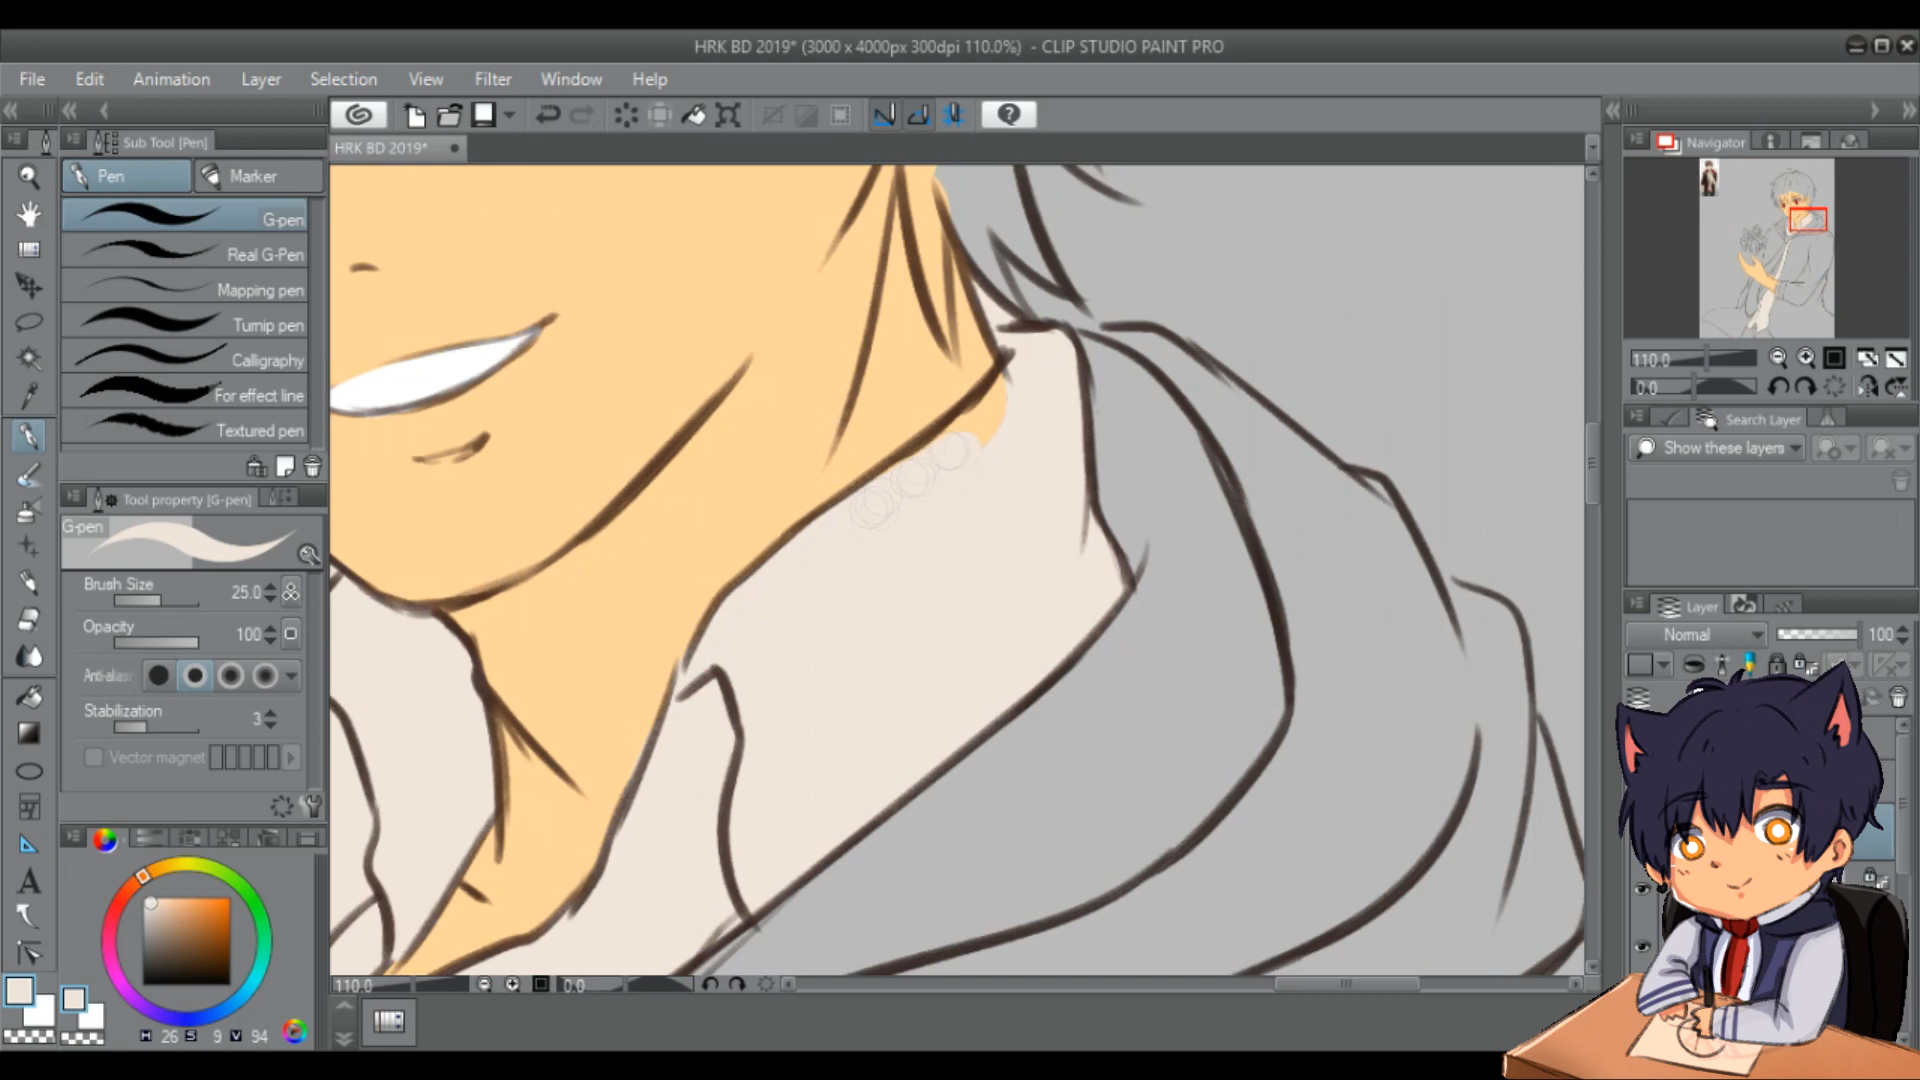 HRK BD 2019* (3000 x 4000px 300dpi 110.0%) - CLIP STUDIO PAINT PRO
File Edit Animation Layer Selection View Filter Window Help
Sub Tool [Pen]
HRK BD 2019*
Navigator
Pen Marker
G-pen
Real G-Pen
Mapping pen
Turnip pen
Calligraphy
For effect line
Textured pen
Tool property [G-pen]
G-pen
Brush Size 25.0
Opacity 100
Anti-alias
Stabilization 3
Vector magnet
H 26 S 9 V 94
110.0 0.0
110.0
0.0
Search Layer
Show these layers
Layer
Normal 100